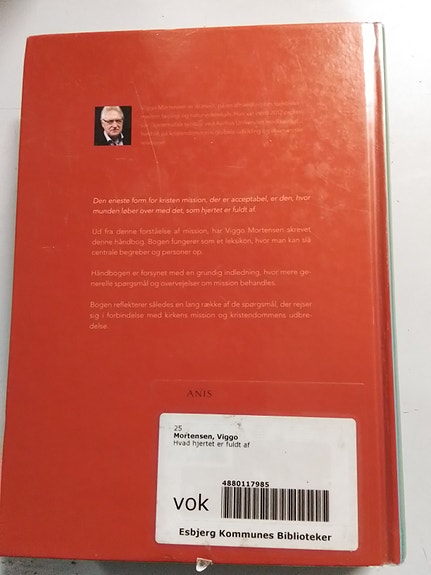 Viggo Mortensen er
Den eneste form for kristen mission, der er acceptabel, er den, hvor
munden løber over med det, som hjertet er fuldt af.
Ud fra denne forståelse af mission, har Viggo Mortensen skrevet
denne håndbog. Bogen fungerer som et leksikon, hvor man kan slå
centrale begreber og personer op.
Håndbogen er forsynet med en grundig indledning, hvor mere ge-
nerelle spørgsmål og overvejelser om mission behandles.
Bogen reflekterer således en lang række af de spørgsmål, der rejser
sig i forbindelse med kirkens mission og kristendommens udbre-
delse.
ANIS
25
Mortensen, Viggo
Hvad hjertet er fuldt af
4880117985
vok
Esbjerg Kommunes Biblioteker